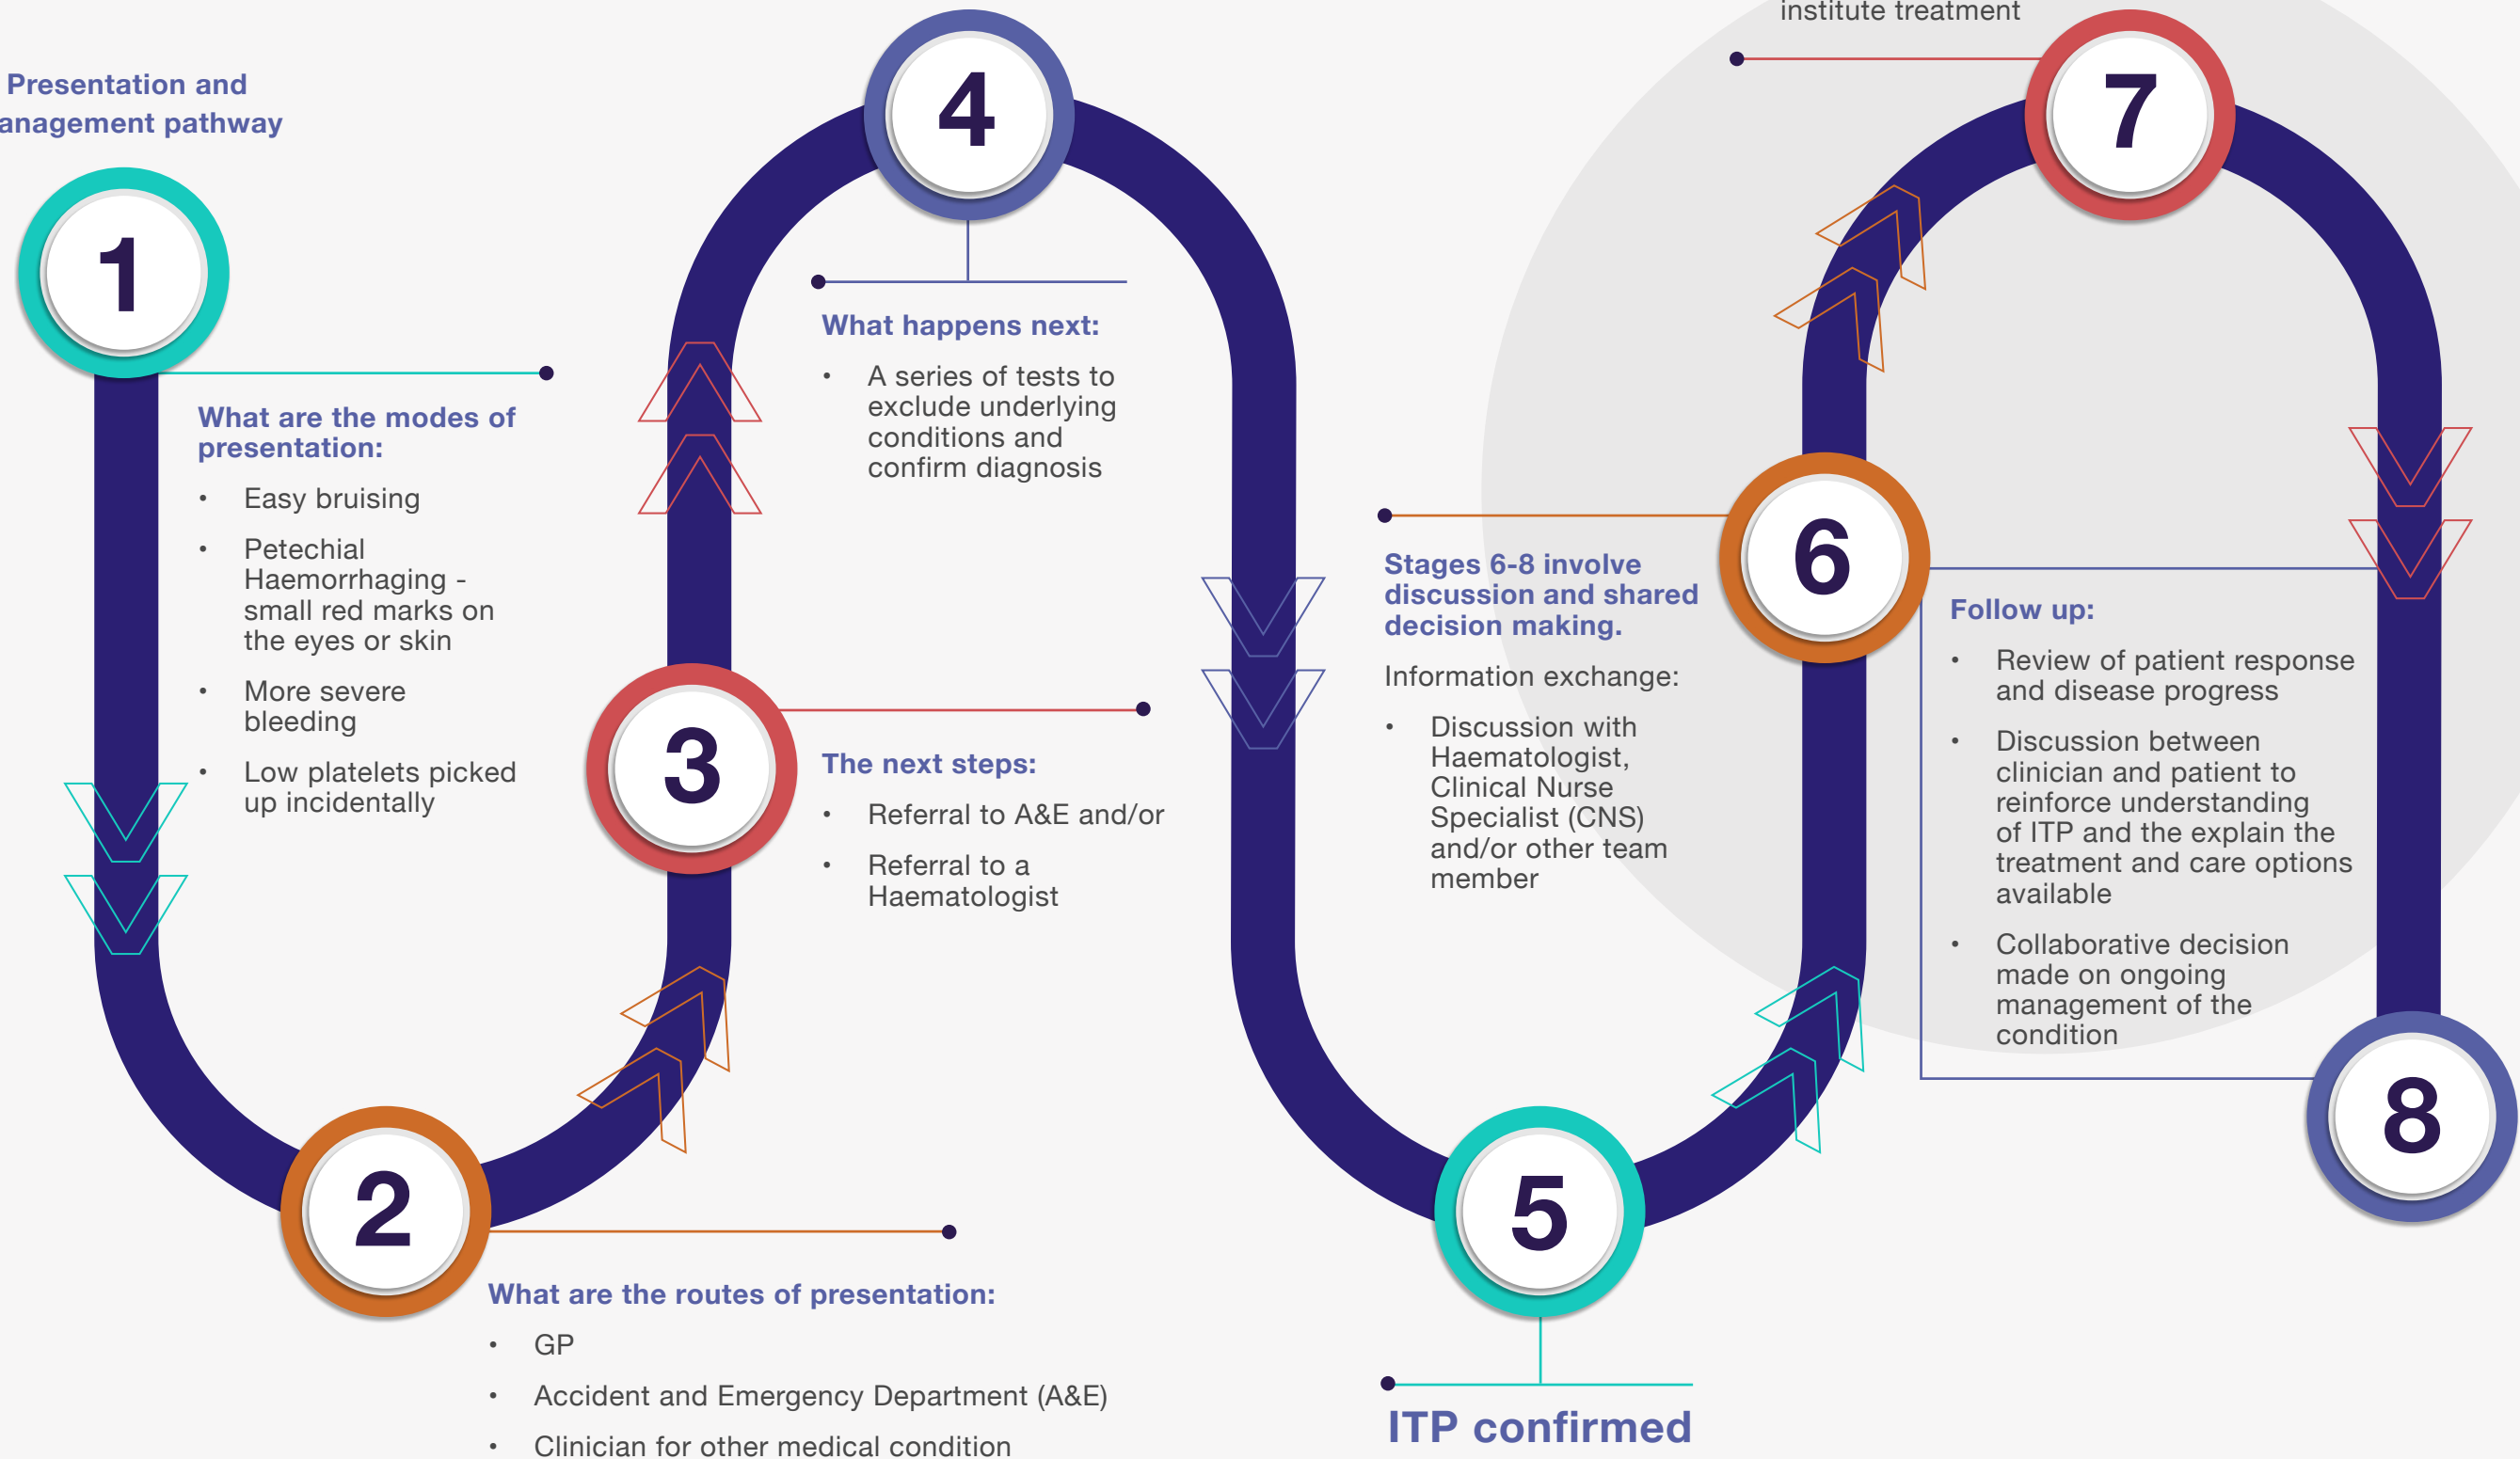 Presentation and
anagement pathway
1
What are the modes of
presentation:
• Easy bruising
• Petechial
Haemorrhaging -
small red marks on
the eyes or skin
• More severe
bleeding
• Low platelets picked
up incidentally
2
What are the routes of presentation:
• GP
• Accident and Emergency Department (A&E)
• Clinician for other medical condition
3
The next steps:
• Referral to A&E and/or
• Referral to a
Haematologist
4
What happens next:
• A series of tests to
exclude underlying
conditions and
confirm diagnosis
5
ITP confirmed
6
Stages 6-8 involve
discussion and shared
decision making.
Information exchange:
• Discussion with
Haematologist,
Clinical Nurse
Specialist (CNS)
and/or other team
member
institute treatment
7
Follow up:
• Review of patient response
and disease progress
• Discussion between
clinician and patient to
reinforce understanding
of ITP and the explain the
treatment and care options
available
• Collaborative decision
made on ongoing
management of the
condition
8